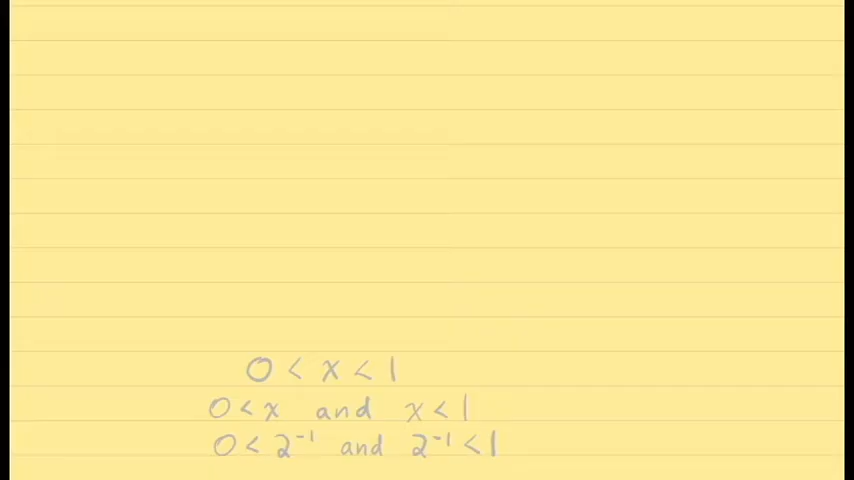 0 < x < 1
0 < x and x < 1
0 < 2⁻¹ and 2⁻¹ < 1